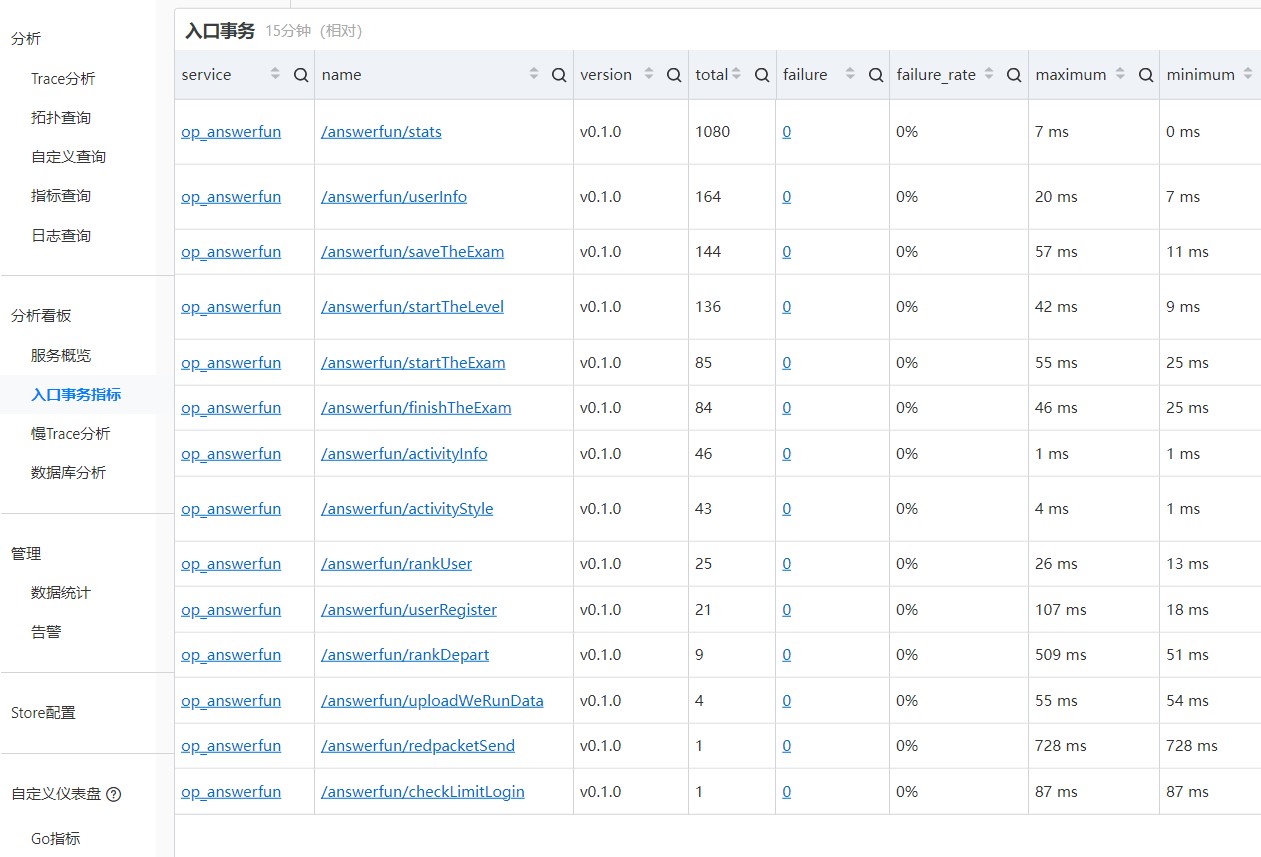 分析
Trace分析
拓扑查询
自定义查询
指标查询
日志查询
分析看板
服务概览
入口事务指标
慢Trace分析
数据库分析
管理
数据统计
告警
Store配置
自定义仪表盘
Go指标
入口事务 15分钟 (相对)
service name version total failure failure_rate maximum minimum
op_answerfun /answerfun/stats v0.1.0 1080 0 0% 7 ms 0 ms
op_answerfun /answerfun/userInfo v0.1.0 164 0 0% 20 ms 7 ms
op_answerfun /answerfun/saveTheExam v0.1.0 144 0 0% 57 ms 11 ms
op_answerfun /answerfun/startTheLevel v0.1.0 136 0 0% 42 ms 9 ms
op_answerfun /answerfun/startTheExam v0.1.0 85 0 0% 55 ms 25 ms
op_answerfun /answerfun/finishTheExam v0.1.0 84 0 0% 46 ms 25 ms
op_answerfun /answerfun/activityInfo v0.1.0 46 0 0% 1 ms 1 ms
op_answerfun /answerfun/activityStyle v0.1.0 43 0 0% 4 ms 1 ms
op_answerfun /answerfun/rankUser v0.1.0 25 0 0% 26 ms 13 ms
op_answerfun /answerfun/userRegister v0.1.0 21 0 0% 107 ms 18 ms
op_answerfun /answerfun/rankDepart v0.1.0 9 0 0% 509 ms 51 ms
op_answerfun /answerfun/uploadWeRunData v0.1.0 4 0 0% 55 ms 54 ms
op_answerfun /answerfun/redpacketSend v0.1.0 1 0 0% 728 ms 728 ms
op_answerfun /answerfun/checkLimitLogin v0.1.0 1 0 0% 87 ms 87 ms